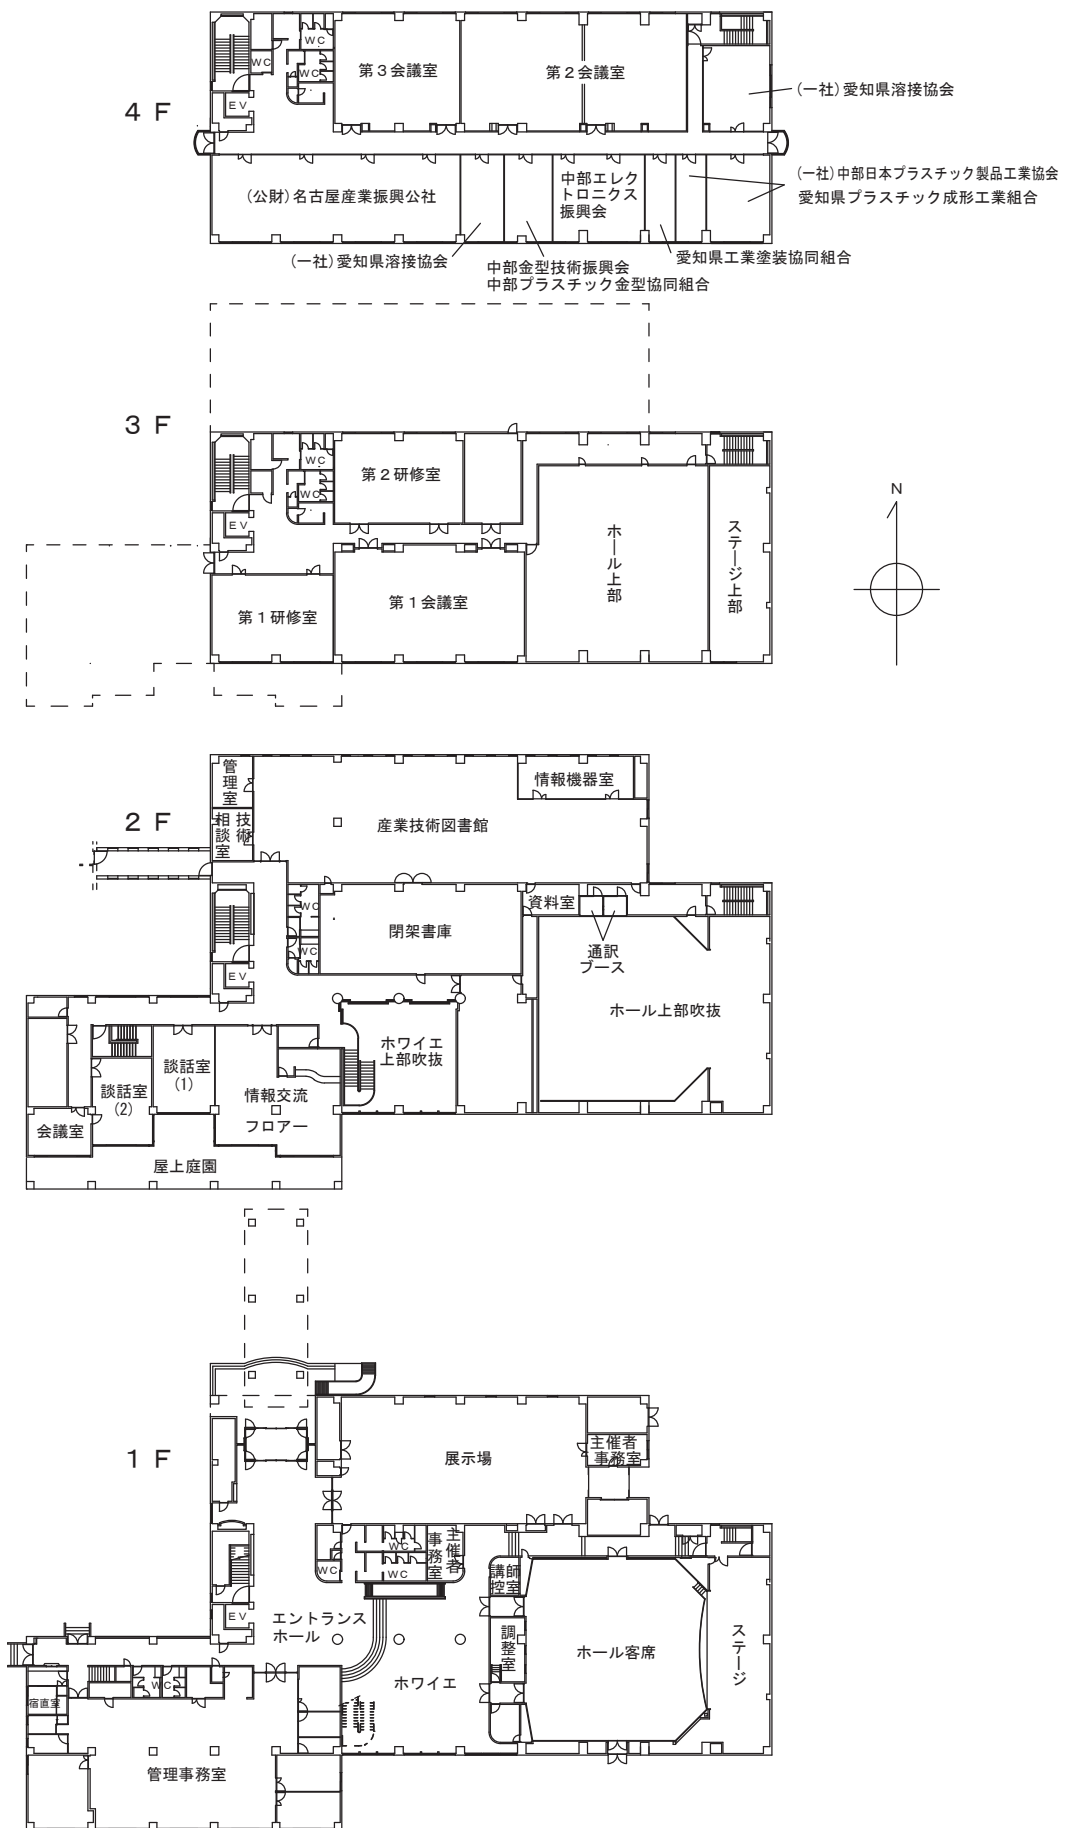 4 F
WC
WC
WC
EV
第3会議室
第2会議室
(一社)愛知県溶接協会
(公財)名古屋産業振興公社
中部エレク
トロニクス
振興会
(一社)中部日本プラスチック製品工業協会
愛知県プラスチック成形工業組合
(一社)愛知県溶接協会
中部金型技術振興会
中部プラスチック金型協同組合
愛知県工業塗装協同組合
3 F
WC
WC
EV
第2研修室
第1研修室
第1会議室
ホール上部
ステージ上部
N
2 F
管理室
技術
相談室
情報機器室
産業技術図書館
WC
WC
EV
閉架書庫
資料室
通訳
ブース
ホール上部吹抜
ホワイエ
上部吹抜
談話室
(1)
談話室
(2)
情報交流
フロアー
会議室
屋上庭園
1 F
展示場
主催者
事務室
主催者
事務室
WC
WC
WC
EV
講師
控室
エントランス
ホール
調整室
ホール客席
ステージ
ホワイエ
WC
宿直室
管理事務室